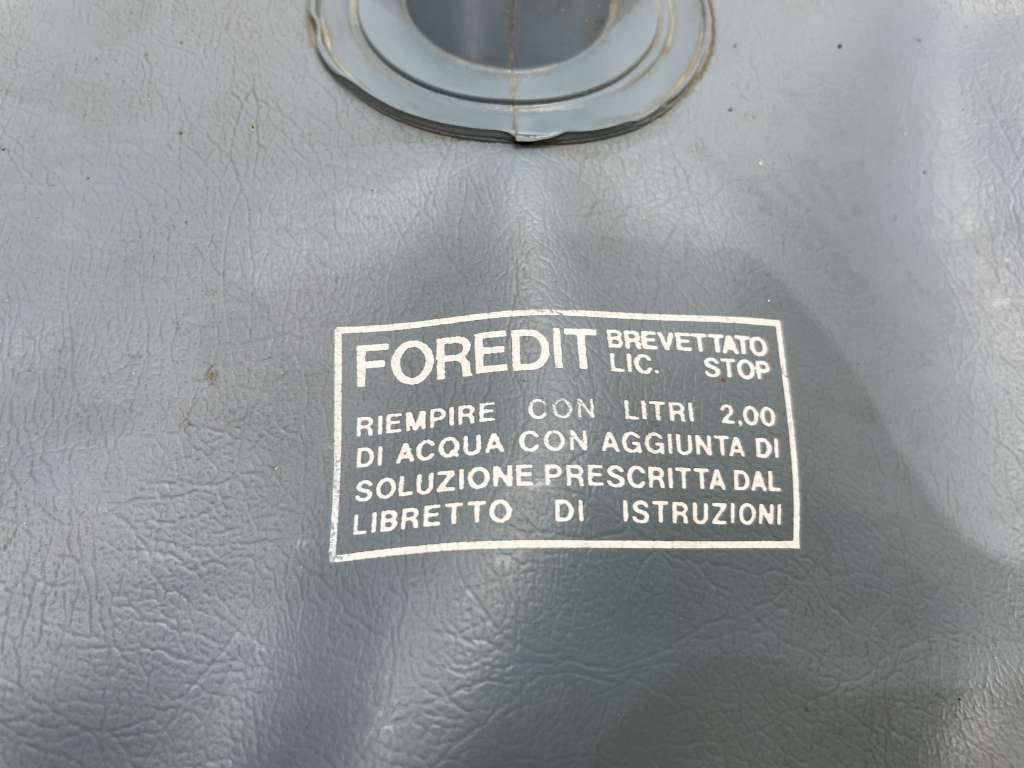 FOREDIT BREVETTATO
LIC. STOP
RIEMPIRE CON LITRI 2,00
DI ACQUA CON AGGIUNTA DI
SOLUZIONE PRESCRITTA DAL
LIBRETTO DI ISTRUZIONI